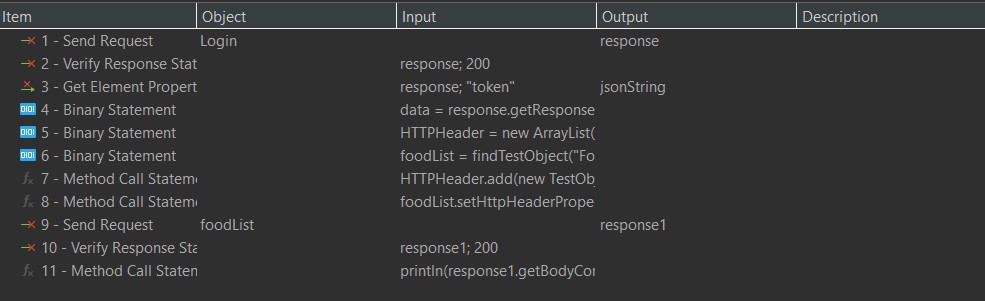 Item Object Input Output Description
1 - Send Request Login response
2 - Verify Response Stat response; 200
3 - Get Element Propert response; "token" jsonString
4 - Binary Statement data = response.getResponse
5 - Binary Statement HTTPHeader = new ArrayList(
6 - Binary Statement foodList = findTestObject("Fo
7 - Method Call Statem HTTPHeader.add(new TestOb
8 - Method Call Statem foodList.setHttpHeaderPrope
9 - Send Request foodList response1
10 - Verify Response Sta response1; 200
11 - Method Call Statem println(response1.getBodyCon